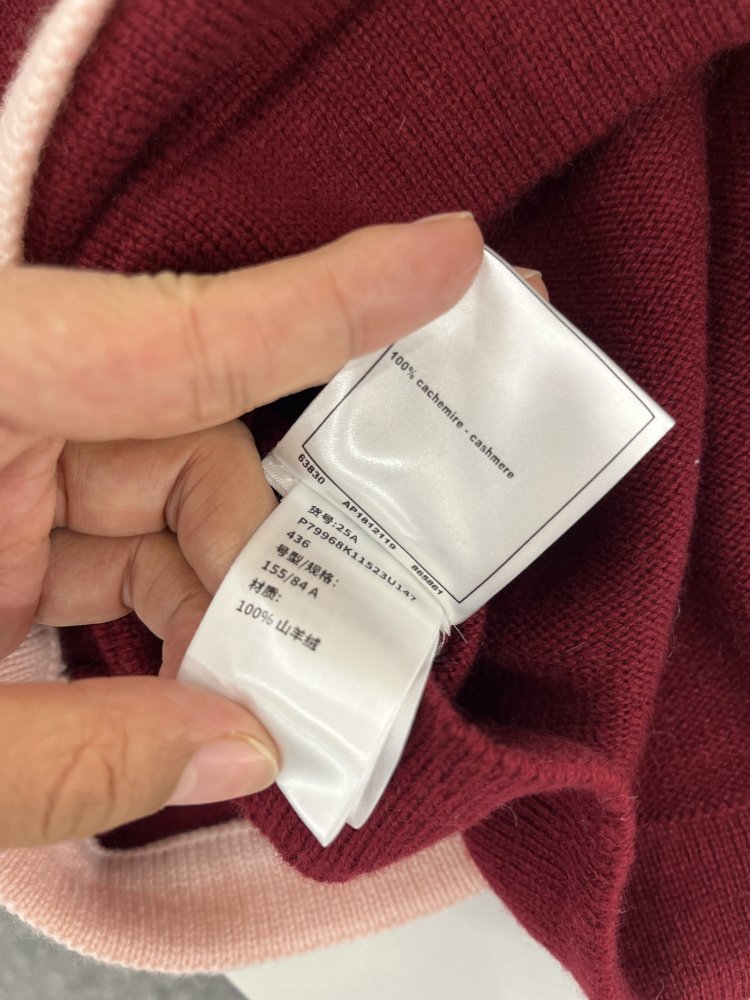 100% cachemire - cashmere
63830 AP1812119 865861
货号:25A
P79968K11523U147
436
号型/规格:
155/84 A
材质:
100% 山羊绒